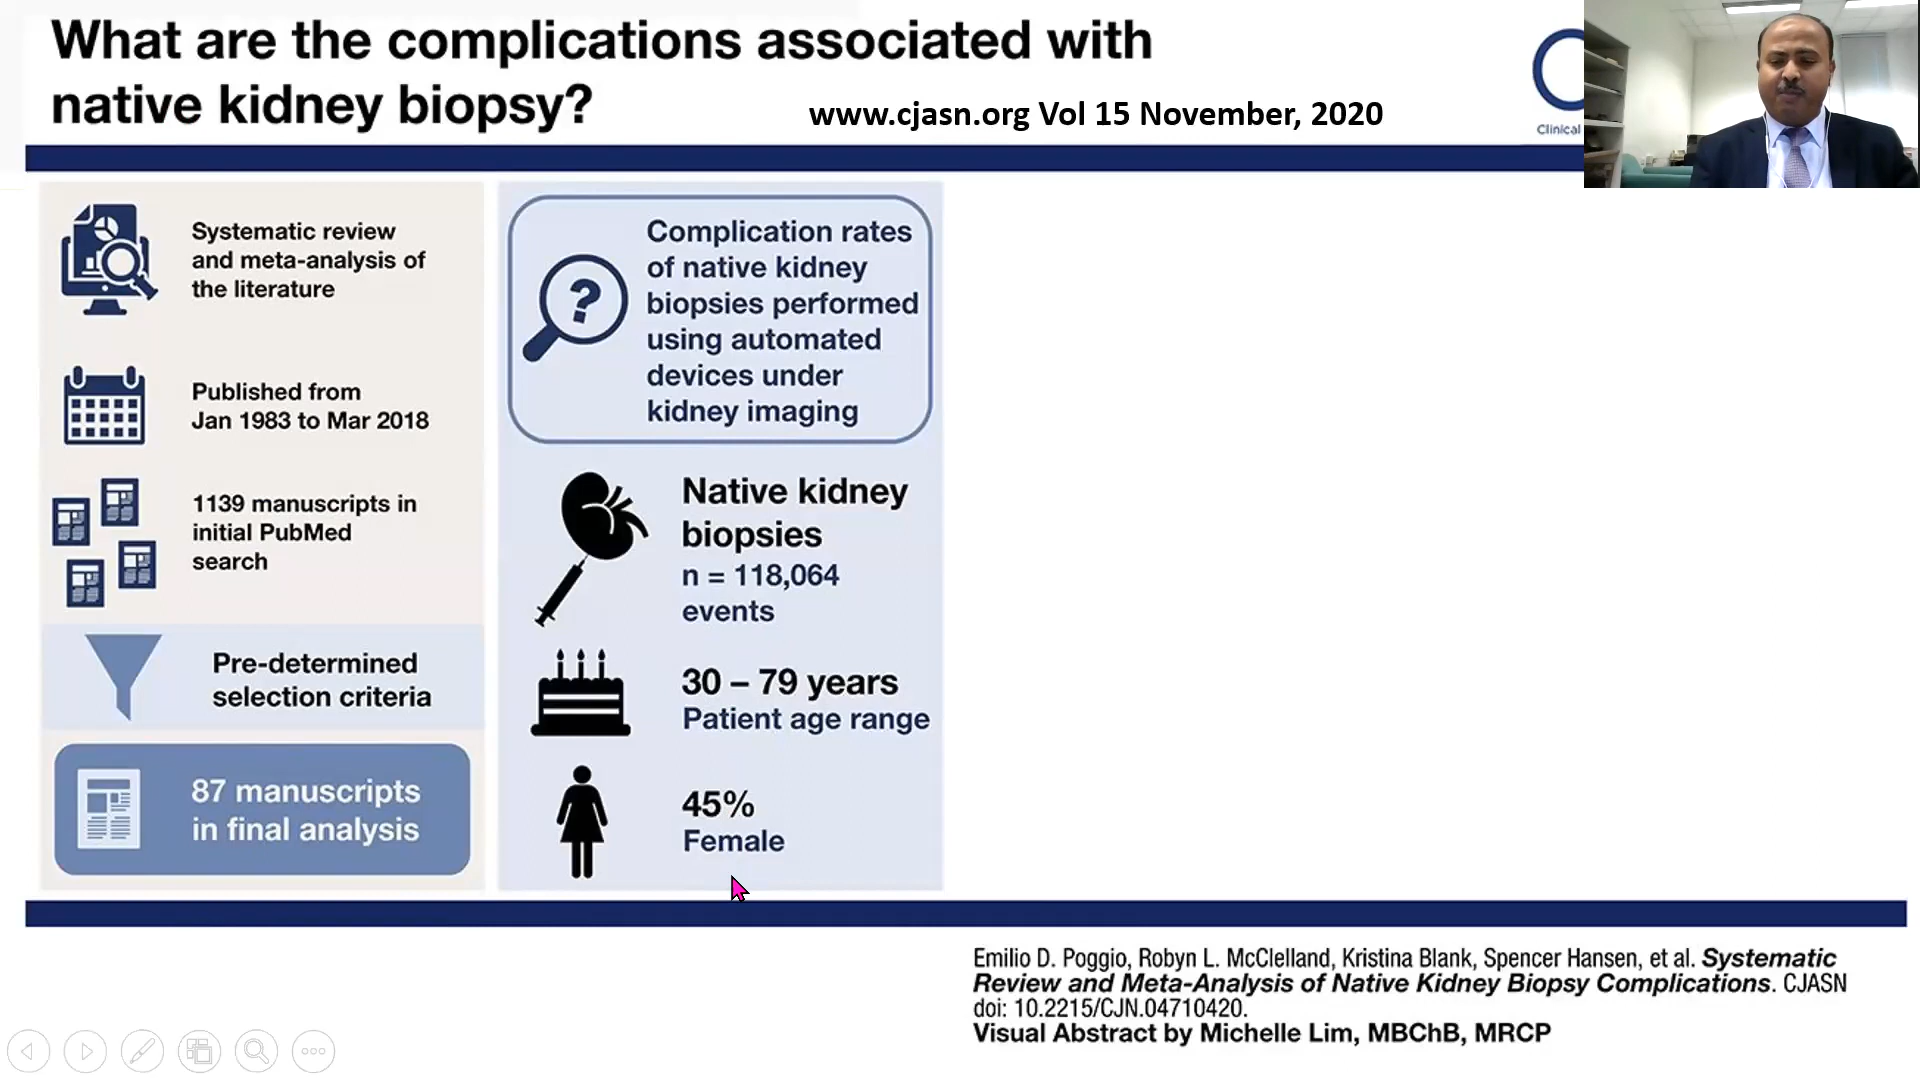 What are the complications associated with
native kidney biopsy?
www.cjasn.org Vol 15 November, 2020
Clinical
Systematic review
and meta-analysis of
the literature
Published from
Jan 1983 to Mar 2018
1139 manuscripts in
initial PubMed
search
Pre-determined
selection criteria
87 manuscripts
in final analysis
?
Complication rates
of native kidney
biopsies performed
using automated
devices under
kidney imaging
Native kidney
biopsies
n = 118,064
events
30 – 79 years
Patient age range
45%
Female
Emilio D. Poggio, Robyn L. McClelland, Kristina Blank, Spencer Hansen, et al. Systematic
Review and Meta-Analysis of Native Kidney Biopsy Complications. CJASN
doi: 10.2215/CJN.04710420.
Visual Abstract by Michelle Lim, MBChB, MRCP